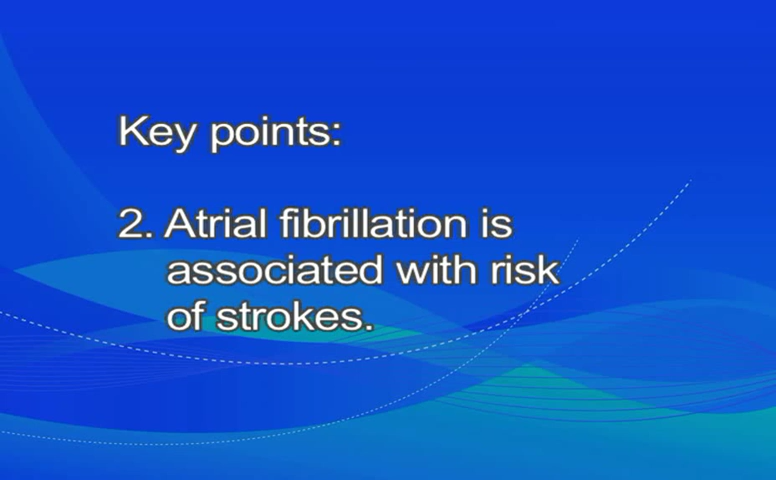 Key points:
2. Atrial fibrillation is
associated with risk
of strokes.